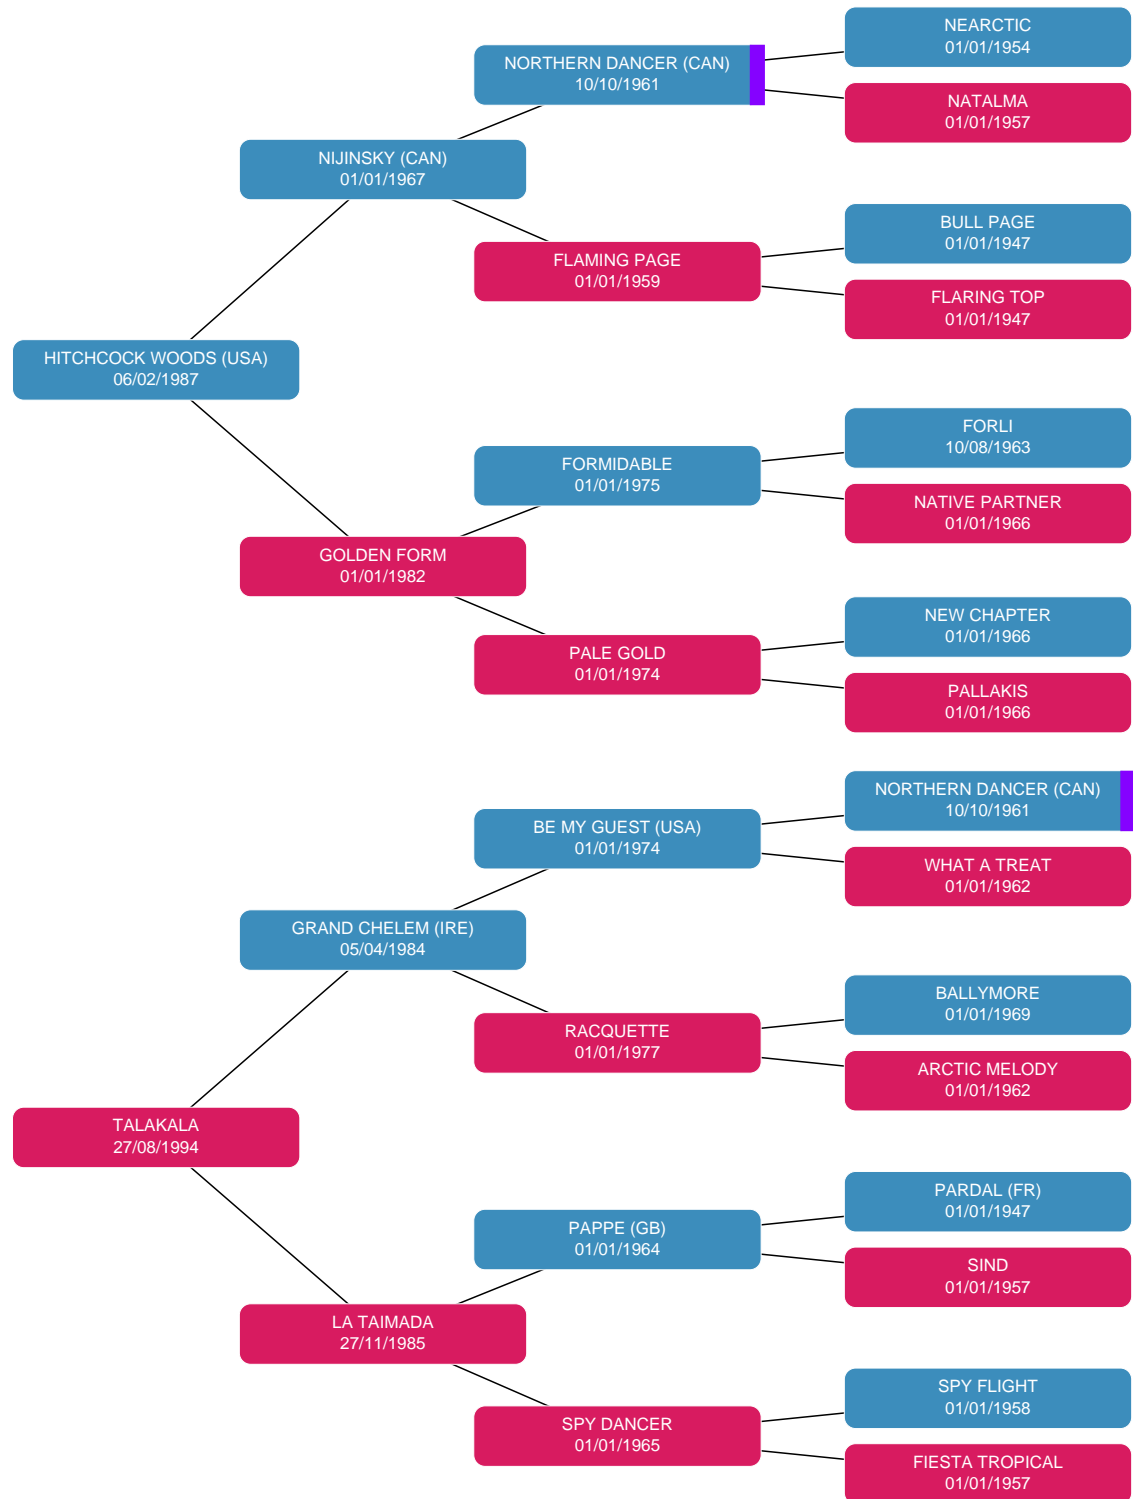 NEARCTIC
01/01/1954
NORTHERN DANCER (CAN)
10/10/1961
NATALMA
01/01/1957
NIJINSKY (CAN)
01/01/1967
BULL PAGE
01/01/1947
FLAMING PAGE
01/01/1959
FLARING TOP
01/01/1947
HITCHCOCK WOODS (USA)
06/02/1987
FORLI
10/08/1963
FORMIDABLE
01/01/1975
NATIVE PARTNER
01/01/1966
GOLDEN FORM
01/01/1982
NEW CHAPTER
01/01/1966
PALE GOLD
01/01/1974
PALLAKIS
01/01/1966
NORTHERN DANCER (CAN)
10/10/1961
BE MY GUEST (USA)
01/01/1974
WHAT A TREAT
01/01/1962
GRAND CHELEM (IRE)
05/04/1984
BALLYMORE
01/01/1969
RACQUETTE
01/01/1977
ARCTIC MELODY
01/01/1962
TALAKALA
27/08/1994
PARDAL (FR)
01/01/1947
PAPPE (GB)
01/01/1964
SIND
01/01/1957
LA TAIMADA
27/11/1985
SPY FLIGHT
01/01/1958
SPY DANCER
01/01/1965
FIESTA TROPICAL
01/01/1957